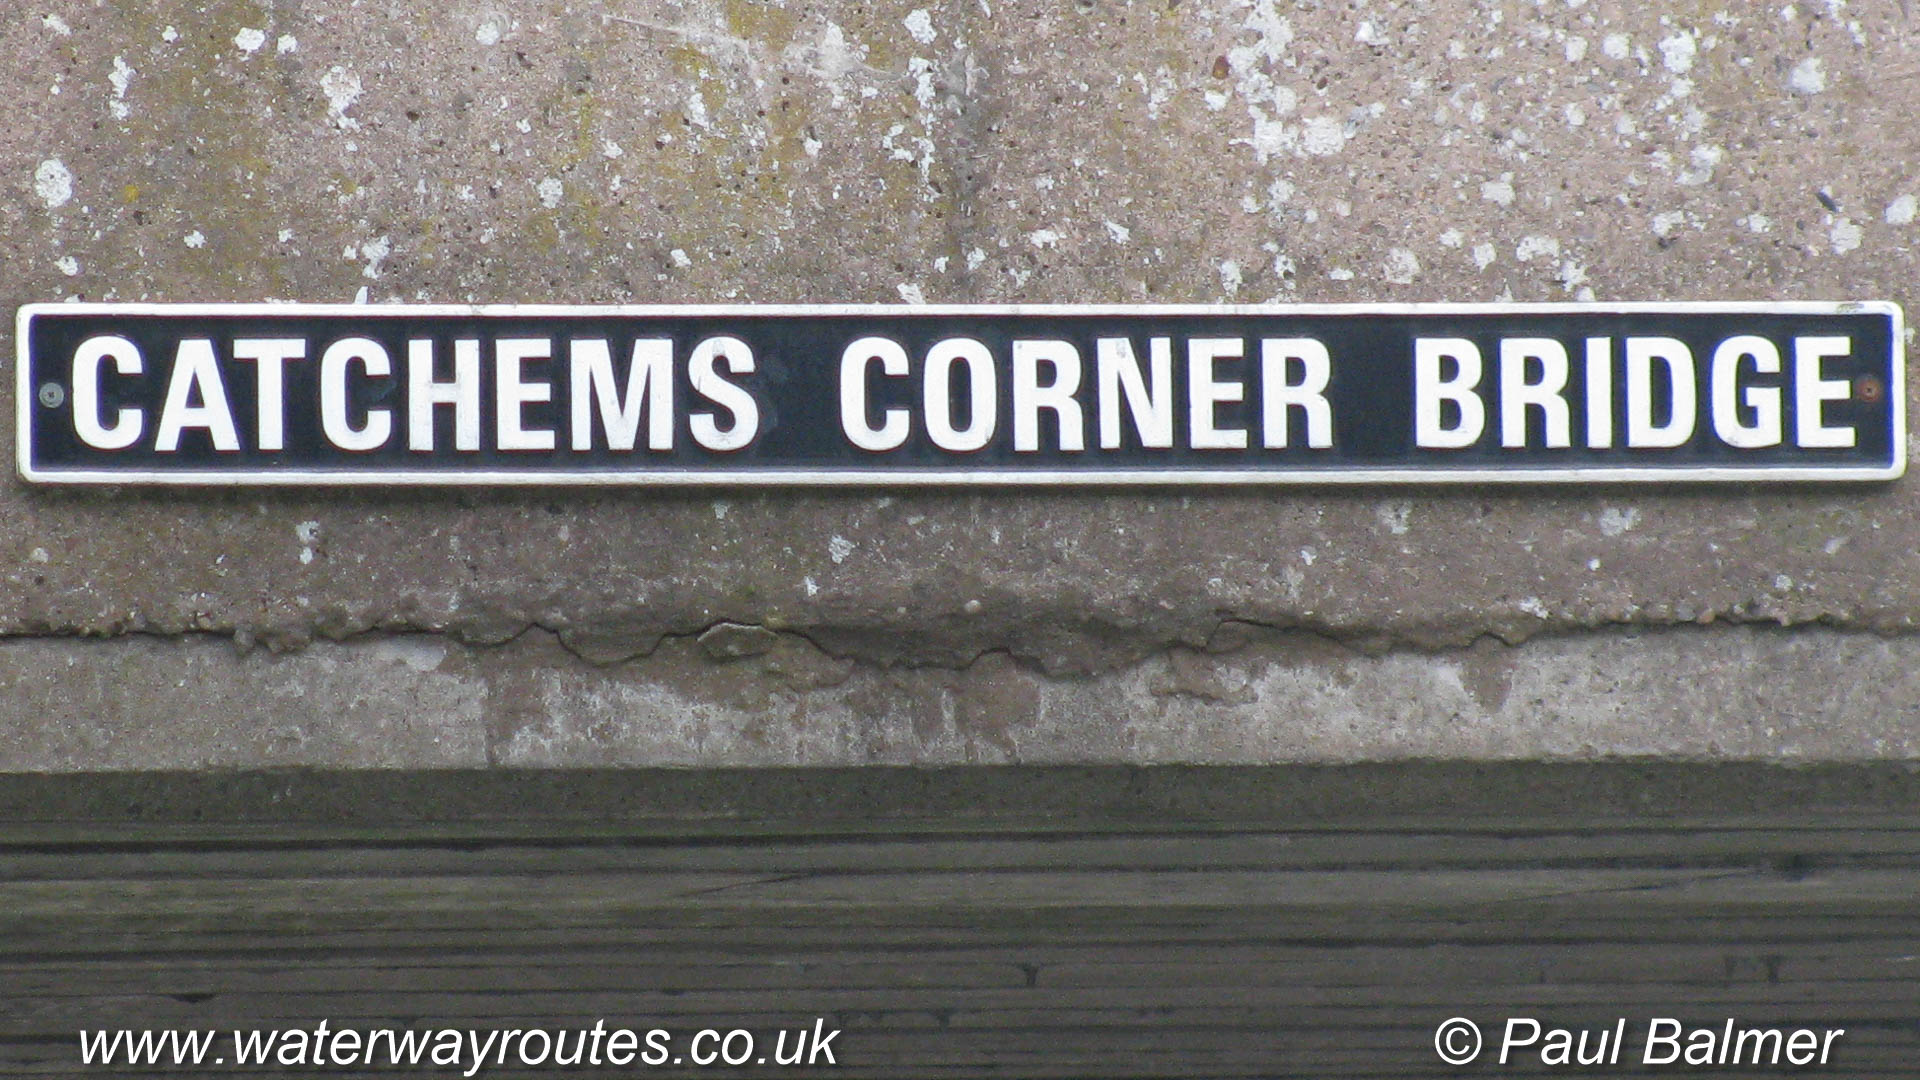 CATCHEMS CORNER BRIDGE
www.waterwayroutes.co.uk © Paul Balmer